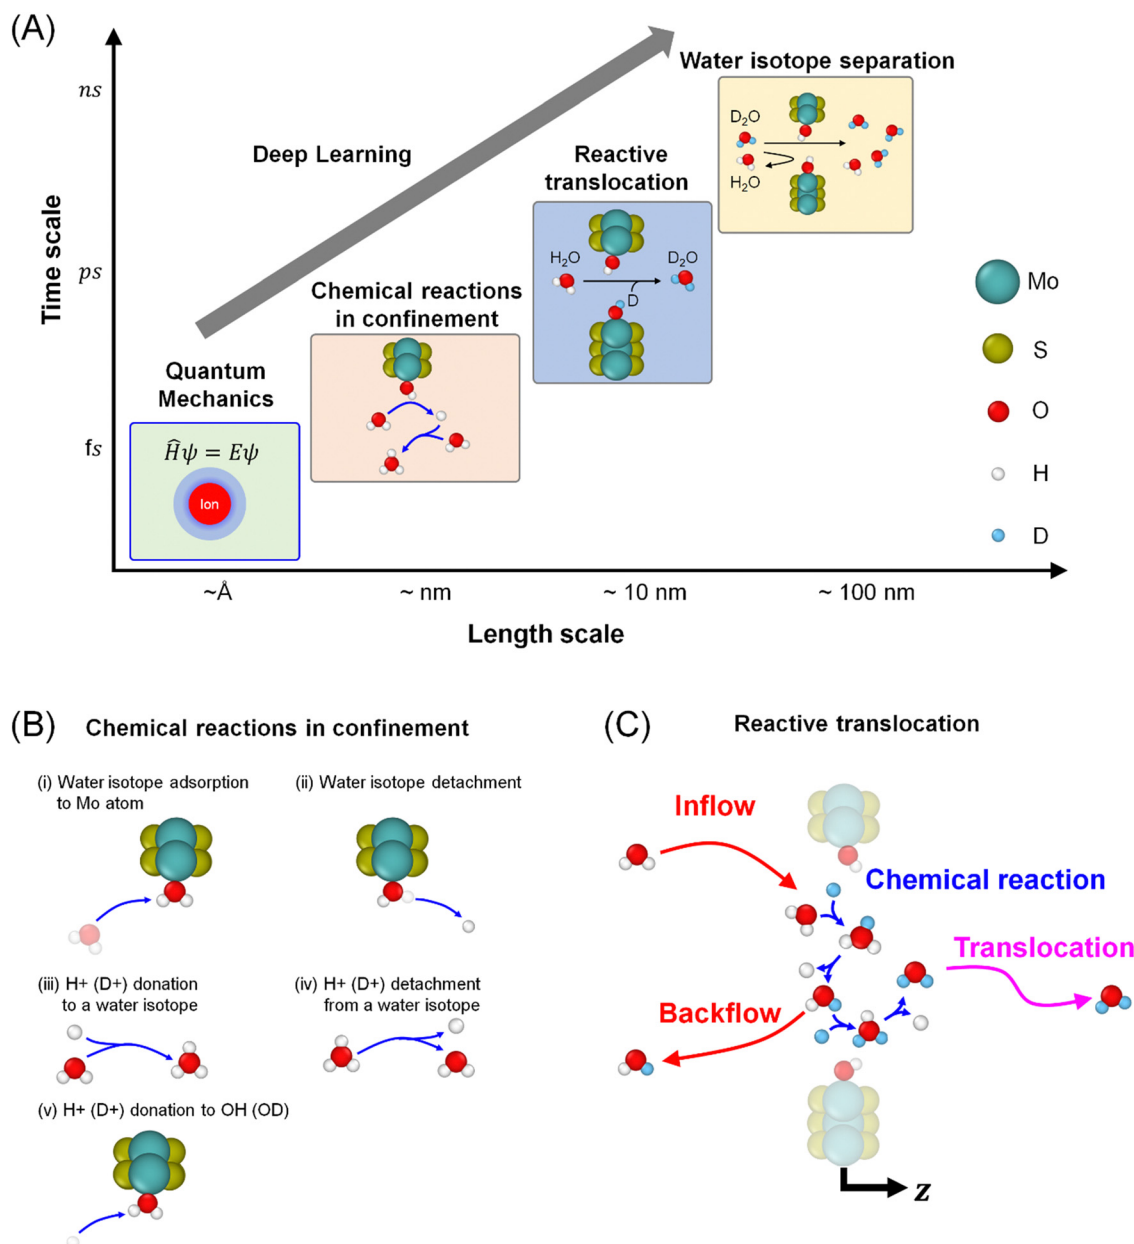 (A)
ns
ps
fs
Time scale
Deep Learning
Quantum
Mechanics
Ĥψ = Eψ
Ion
Chemical reactions
in confinement
Reactive
translocation
H₂O
D₂O
D
Water isotope separation
D₂O
H₂O
Mo
S
O
H
D
~Å
~ nm
~ 10 nm
~ 100 nm
Length scale
(B)
Chemical reactions in confinement
(i) Water isotope adsorption
to Mo atom
(ii) Water isotope detachment
(iii) H+ (D+) donation
to a water isotope
(iv) H+ (D+) detachment
from a water isotope
(v) H+ (D+) donation to OH (OD)
(C)
Reactive translocation
Inflow
Chemical reaction
Translocation
Backflow
z